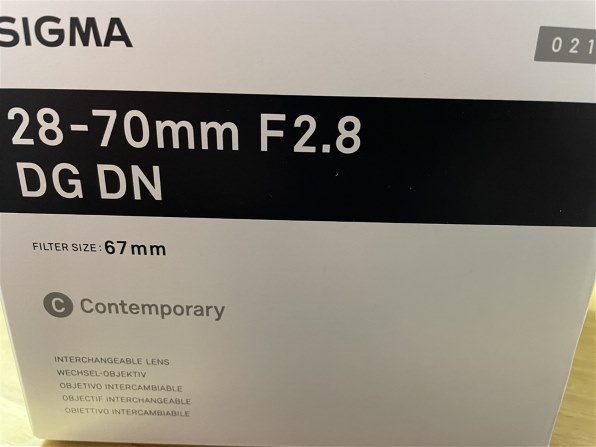 SIGMA
021
28-70mm F2.8
DG DN
FILTER SIZE: 67mm
C Contemporary
INTERCHANGEABLE LENS
WECHSEL-OBJEKTIV
OBJETIVO INTERCAMBIABLE
OBJECTIF INTERCHANGEABLE
OBIETTIVO INTERCAMBIABILE